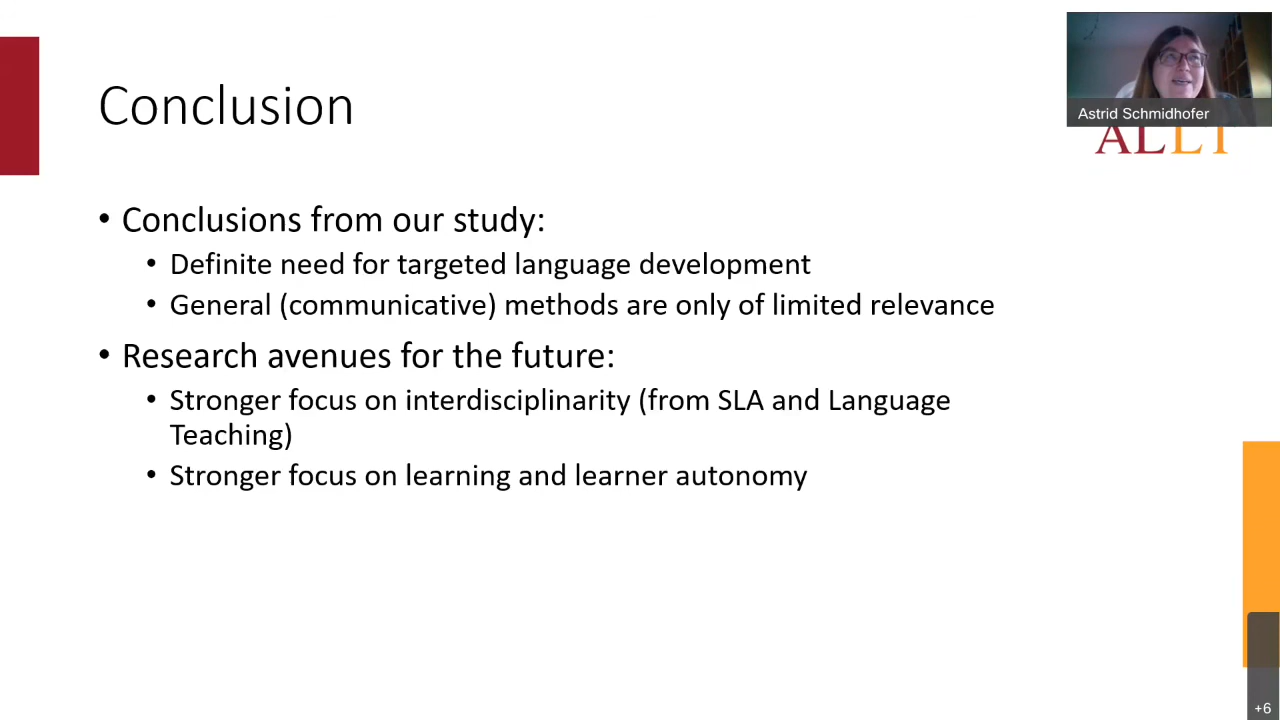 Conclusion
Astrid Schmidhofer
ALLT
• Conclusions from our study:
• Definite need for targeted language development
• General (communicative) methods are only of limited relevance
• Research avenues for the future:
• Stronger focus on interdisciplinarity (from SLA and Language
Teaching)
• Stronger focus on learning and learner autonomy
+6